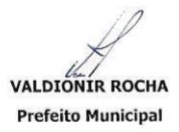 VALDIONIR ROCHA
Prefeito Municipal